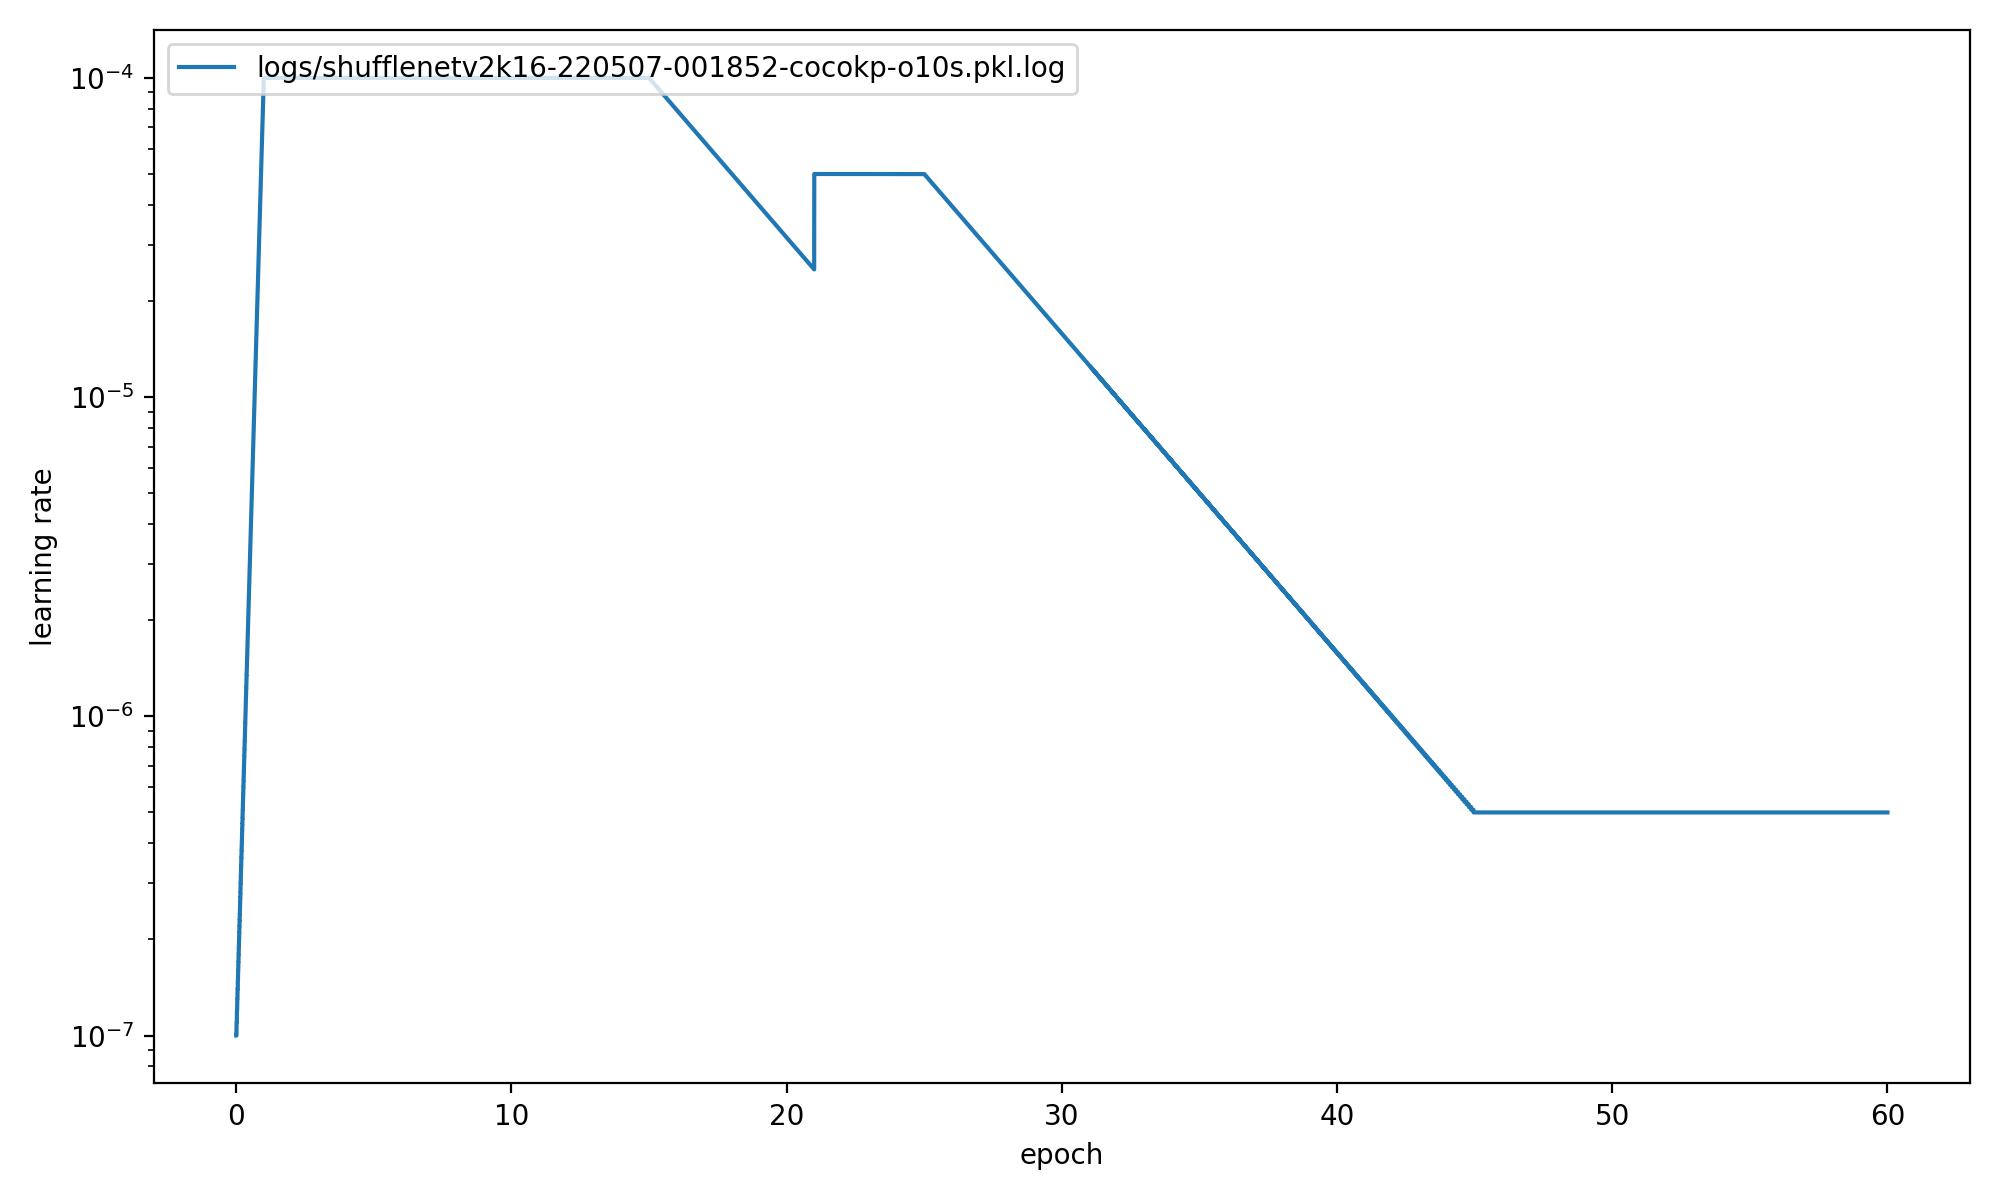 logs/shufflenetv2k16-220507-001852-cocokp-o10s.pkl.log
10⁻⁴
10⁻⁵
10⁻⁶
10⁻⁷
learning rate
0 10 20 30 40 50 60
epoch